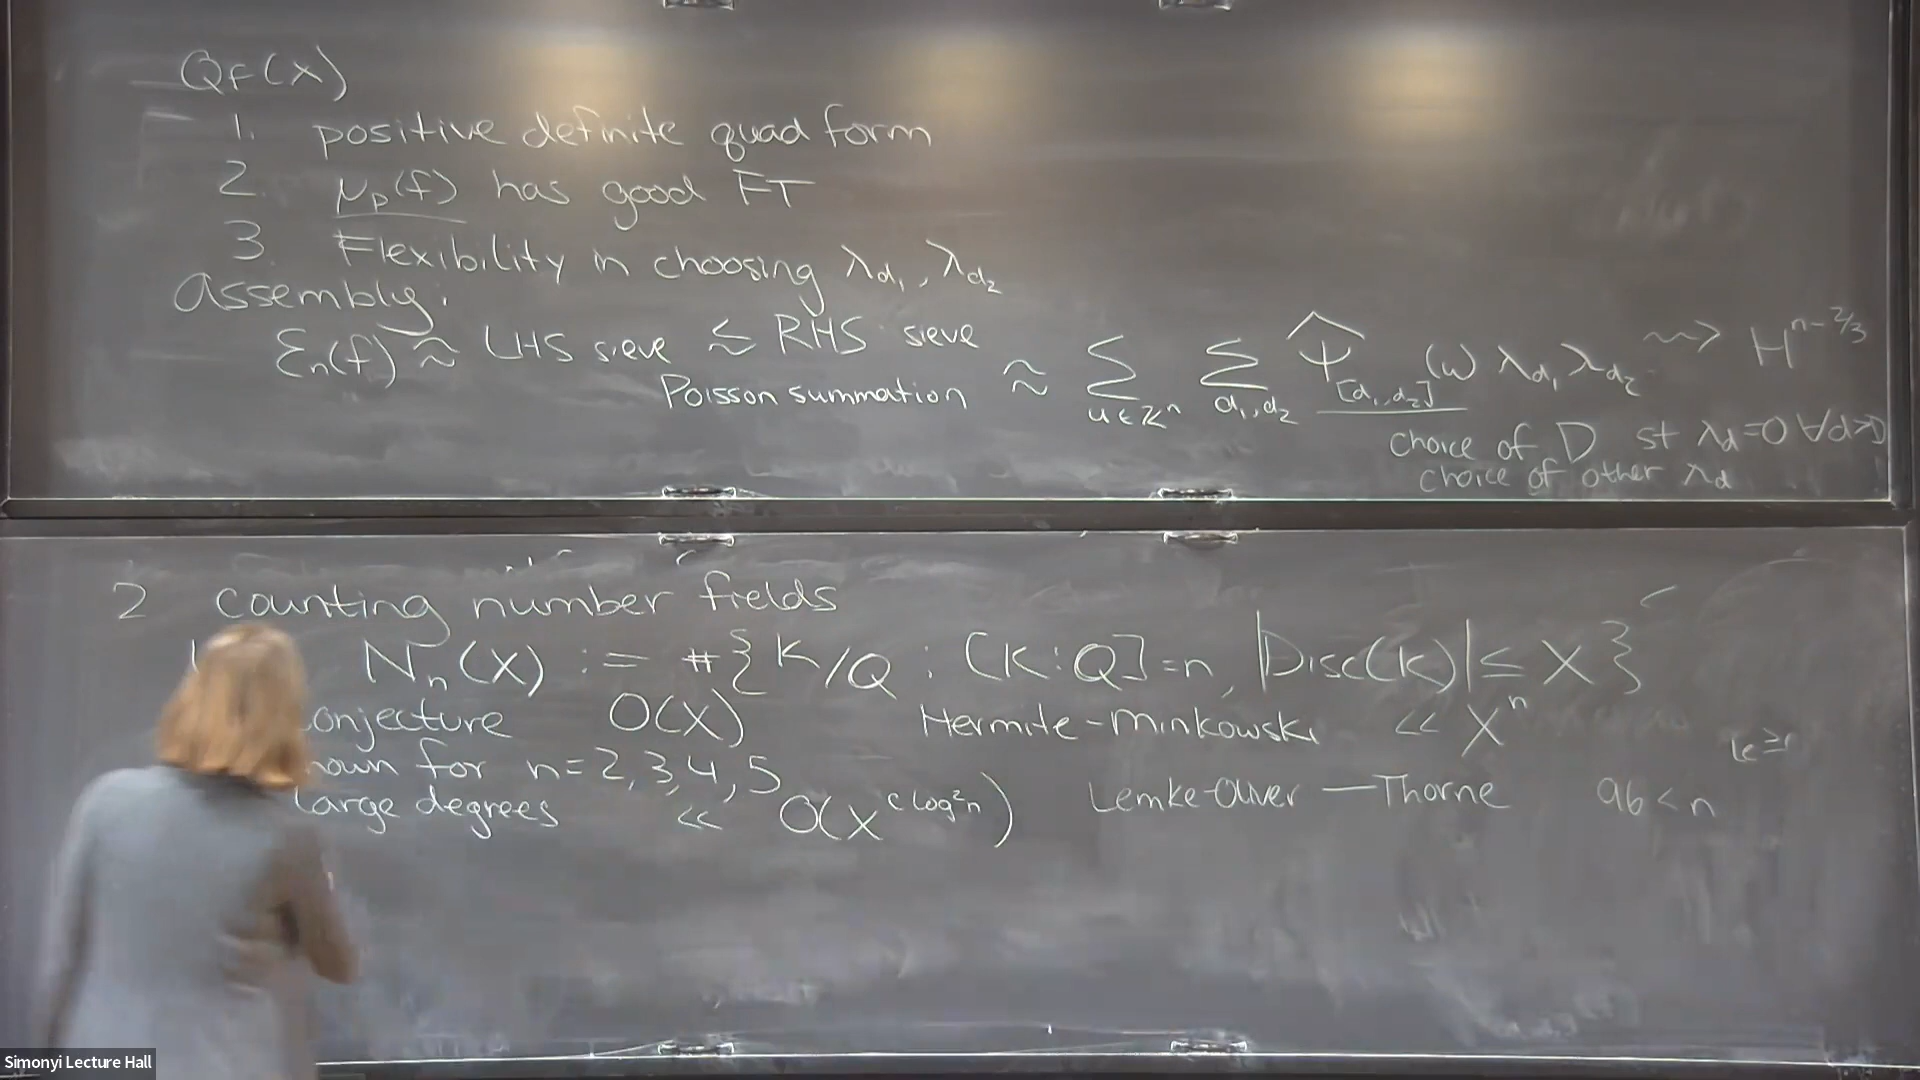 Q_F(X)
1. positive definite quad form
2. μ_p(f) has good FT
3. Flexibility in choosing λ_{d_1}, λ_{d_2}
Assembly:
ℰ_n(f) ≈ LHS sieve ≲ RHS sieve
Poisson summation ≈ Σ_{u∈ℤ^n} Σ_{d_1,d_2} ψ̂_{[d_1,d_2]}(u) λ_{d_1} λ_{d_2} ⇝ H^{n-2/3}
choice of D st λ_d=0 ∀d>D
choice of other λ_d
2 counting number fields
N_n(X) := #{K/Q : [K:Q]=n, |Disc(K)| ≤ X}
onjecture O(X) Hermite-Minkowski << X^n
nown for n=2,3,4,5
Large degrees << O(X^{c log^2 n}) Lemke-Oliver — Thorne 96 < n
Simonyi Lecture Hall